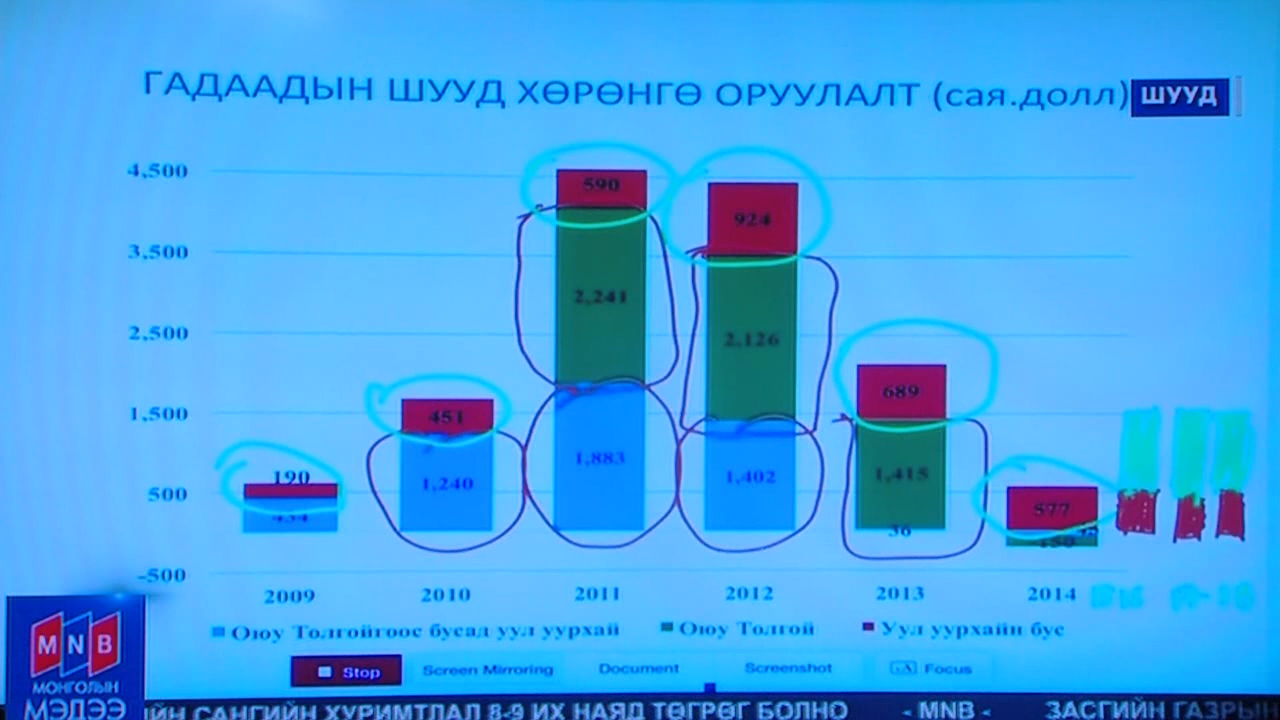 ГАДААДЫН ШУУД ХӨРӨНГӨ ОРУУЛАЛТ (сая.долл)
ШУУД
4,500
3,500
2,500
1,500
500
-500
190
434
451
1,240
590
2,241
1,883
924
2,126
1,402
689
1,415
36
577
2009 2010 2011 2012 2013 2014
Оюу Толгойгоос бусад уул уурхай Оюу Толгой Уул уурхайн бус
Stop Screen Mirroring Document Screenshot Focus
MNB
МОНГОЛЫН
МЭДЭЭ
ИЙН САНГИЙН ХУРИМТЛАЛ 8-9 ИХ НАЯД ТӨГРӨГ БОЛНО - MNB - ЗАСГИЙН ГАЗРЫН